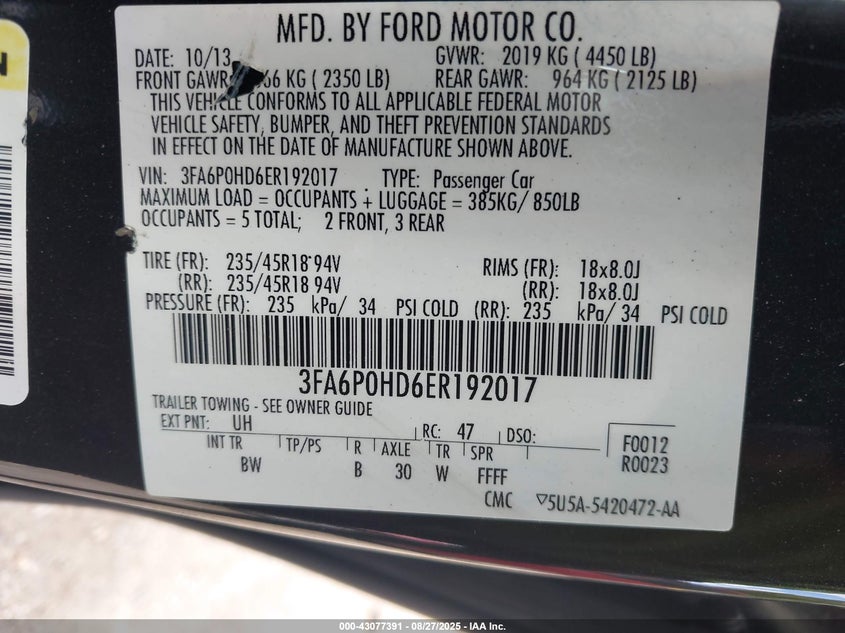 MFD. BY FORD MOTOR CO.
DATE: 10/13 GVWR: 2019 KG ( 4450 LB)
FRONT GAWR: 66 KG ( 2350 LB) REAR GAWR: 964 KG ( 2125 LB)
THIS VEHICLE CONFORMS TO ALL APPLICABLE FEDERAL MOTOR
VEHICLE SAFETY, BUMPER, AND THEFT PREVENTION STANDARDS
IN EFFECT ON THE DATE OF MANUFACTURE SHOWN ABOVE.
VIN: 3FA6P0HD6ER192017 TYPE: Passenger Car
MAXIMUM LOAD = OCCUPANTS + LUGGAGE = 385KG/ 850LB
OCCUPANTS = 5 TOTAL; 2 FRONT, 3 REAR
TIRE (FR): 235/45R18 94V RIMS (FR): 18x8.0J
(RR): 235/45R18 94V (RR): 18x8.0J
PRESSURE (FR): 235 kPa/ 34 PSI COLD (RR): 235 kPa/ 34 PSI COLD
3FA6P0HD6ER192017
TRAILER TOWING - SEE OWNER GUIDE
EXT PNT: UH RC: 47 DSO: F0012
INT TR TP/PS R AXLE TR SPR R0023
BW B 30 W FFFF
CMC ▽5U5A-5420472-AA
N
000-43077391 - 08/27/2025 - IAA Inc.